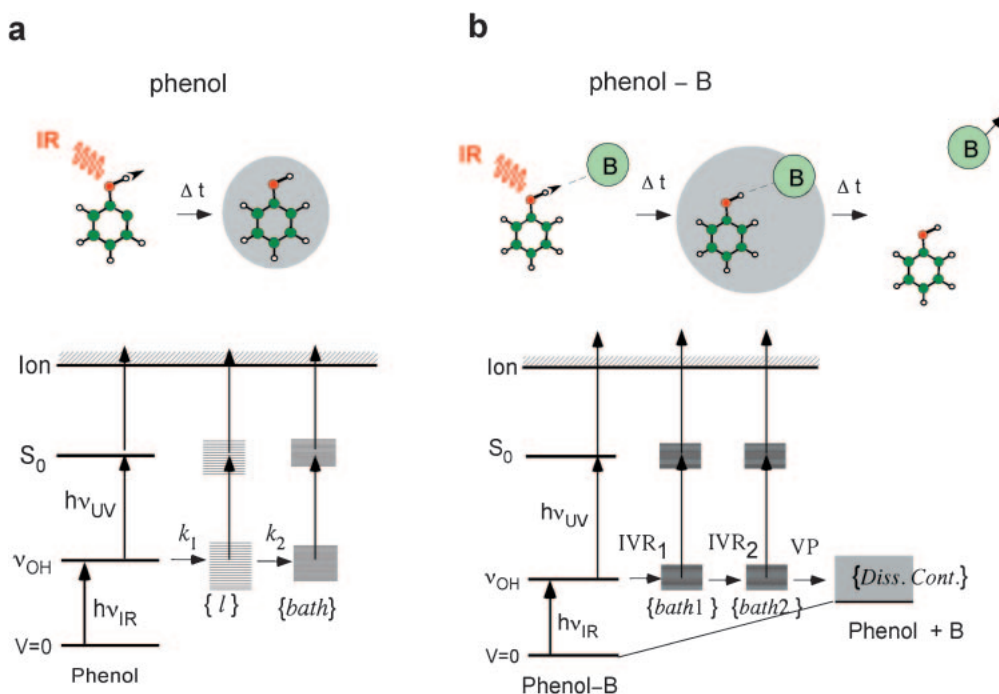 a
phenol
IR
Δ t
Ion
S0
hνUV
k1
k2
νOH
{ l }
{bath}
hνIR
V=0
Phenol
b
phenol – B
IR
B
Δ t
B
Δ t
B
Ion
S0
hνUV
IVR1
IVR2
VP
νOH
{bath1 }
{bath2}
{Diss. Cont.}
hνIR
Phenol + B
V=0
Phenol–B